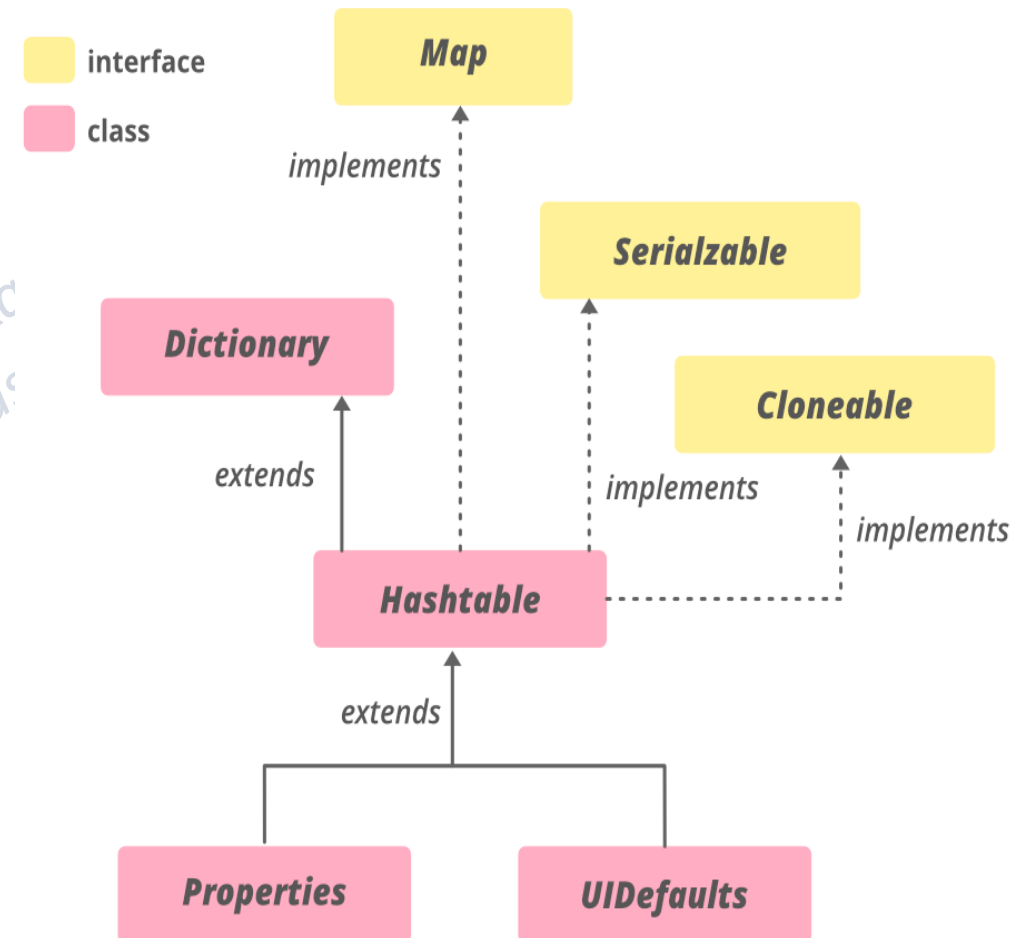 interface
class
Map
implements
Serialzable
Dictionary
Cloneable
extends
implements
implements
Hashtable
extends
Properties
UIDefaults